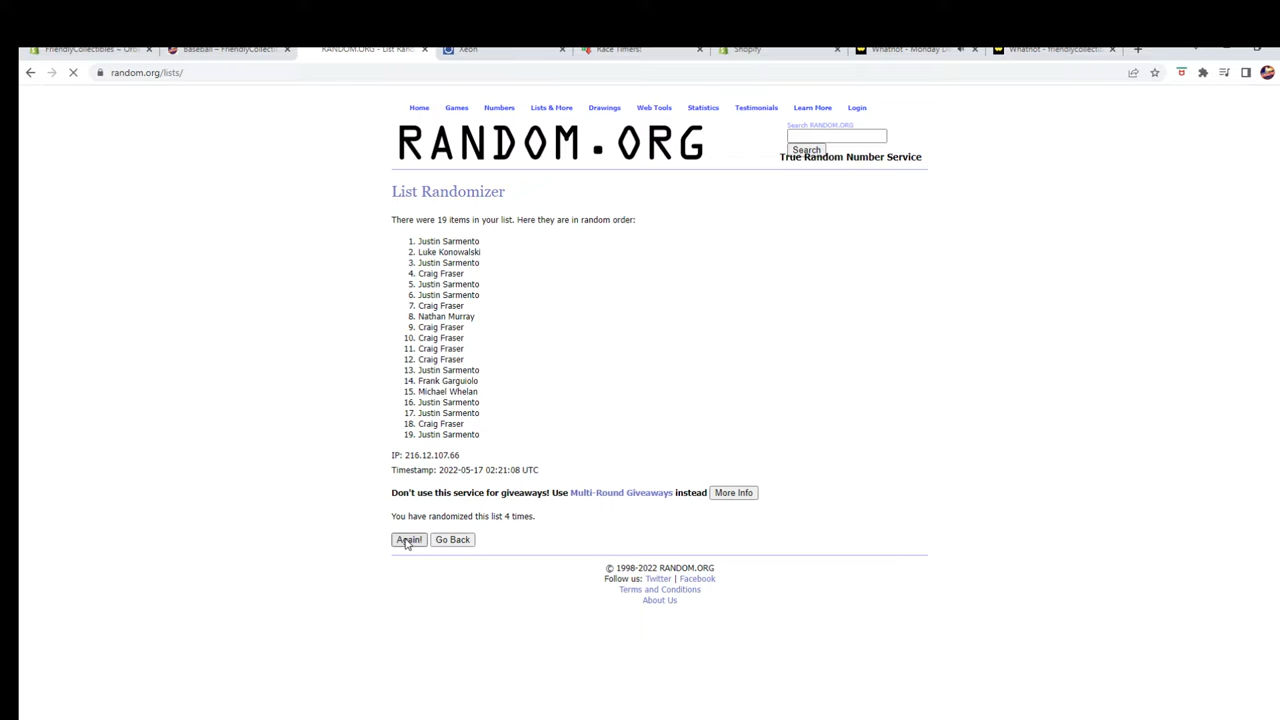 FriendlyCollectibles ~ Orb
Baseball – FriendlyCollecti
RANDOM.ORG - List Ran
Xeon
Race Timers!
Shopify
Whatnot - Monday D
Whatnot - friendlycollecti
random.org/lists/
Home Games Numbers Lists & More Drawings Web Tools Statistics Testimonials Learn More Login
RANDOM.ORG
Search RANDOM.ORG
Search
True Random Number Service
List Randomizer
There were 19 items in your list. Here they are in random order:
1. Justin Sarmento
2. Luke Konowalski
3. Justin Sarmento
4. Craig Fraser
5. Justin Sarmento
6. Justin Sarmento
7. Craig Fraser
8. Nathan Murray
9. Craig Fraser
10. Craig Fraser
11. Craig Fraser
12. Craig Fraser
13. Justin Sarmento
14. Frank Garguiolo
15. Michael Whelan
16. Justin Sarmento
17. Justin Sarmento
18. Craig Fraser
19. Justin Sarmento
IP: 216.12.107.66
Timestamp: 2022-05-17 02:21:08 UTC
Don't use this service for giveaways! Use Multi-Round Giveaways instead More Info
You have randomized this list 4 times.
Again! Go Back
© 1998-2022 RANDOM.ORG
Follow us: Twitter | Facebook
Terms and Conditions
About Us